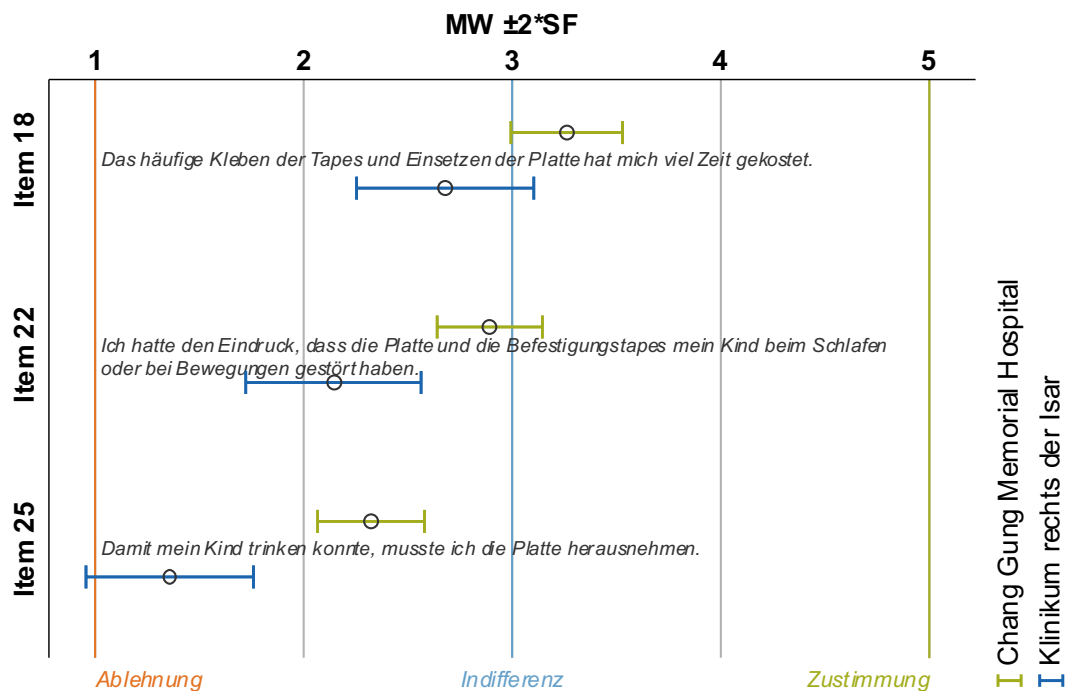 MW ±2*SF
1 2 3 4 5
Item 18
Das häufige Kleben der Tapes und Einsetzen der Platte hat mich viel Zeit gekostet.
Item 22
Ich hatte den Eindruck, dass die Platte und die Befestigungstapes mein Kind beim Schlafen
oder bei Bewegungen gestört haben.
Item 25
Damit mein Kind trinken konnte, musste ich die Platte herausnehmen.
Ablehnung Indifferenz Zustimmung
Chang Gung Memorial Hospital
Klinikum rechts der Isar